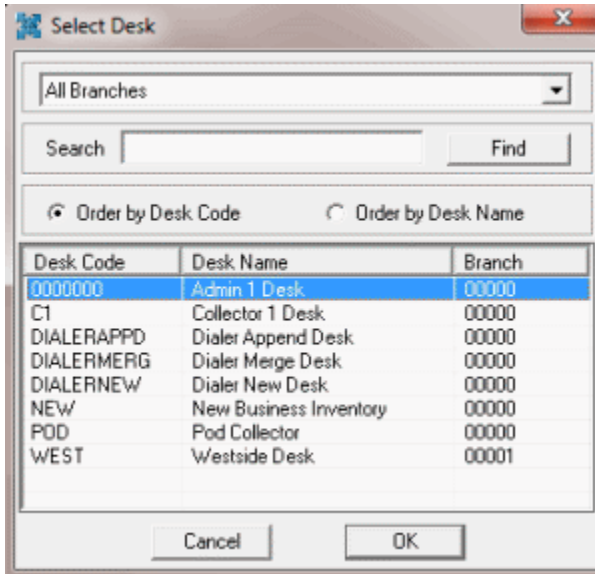 Select Desk
All Branches
Search Find
Order by Desk Code Order by Desk Name
Desk Code Desk Name Branch
0000000 Admin 1 Desk 00000
C1 Collector 1 Desk 00000
DIALERAPPD Dialer Append Desk 00000
DIALERMERG Dialer Merge Desk 00000
DIALERNEW Dialer New Desk 00000
NEW New Business Inventory 00000
POD Pod Collector 00000
WEST Westside Desk 00001
Cancel OK